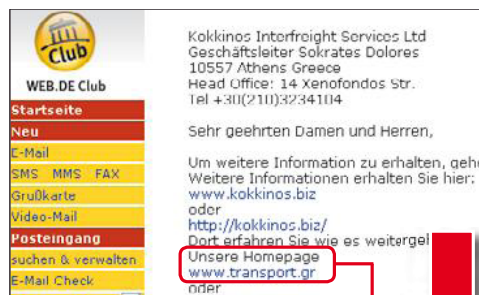 Club
WEB.DE Club
Startseite
Neu
E-Mail
SMS MMS FAX
Grußkarte
Video-Mail
Posteingang
suchen & verwalten
E-Mail Check
Kokkinos Interfreight Services Ltd
Geschäftsleiter Sokrates Dolores
10557 Athens Greece
Head Office: 14 Xenofondos Str.
Tel +30(210)3234104
Sehr geehrten Damen und Herren,
Um weitere Information zu erhalten, gehe
Weitere Informationen erhalten Sie hier:
www.kokkinos.biz
oder
http://kokkinos.biz/
Dort erfahren Sie wie es weitergel
Unsere Homepage
www.transport.gr
oder